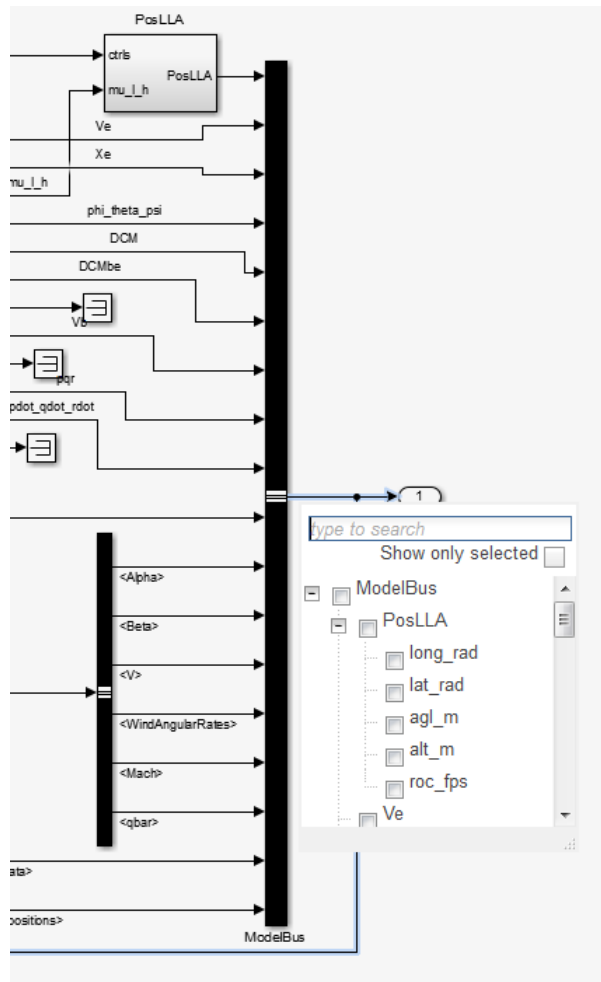 PosLLA
ctrls
PosLLA
mu_l_h
Ve
Xe
mu_l_h
phi_theta_psi
DCM
DCMbe
Vb
pqr
pdot_qdot_rdot
1
type to search
Show only selected
ModelBus
<Alpha>
PosLLA
<Beta>
long_rad
lat_rad
<V>
agl_m
<WindAngularRates>
alt_m
<Mach>
roc_fps
<qbar>
Ve
ata>
positions>
ModelBus